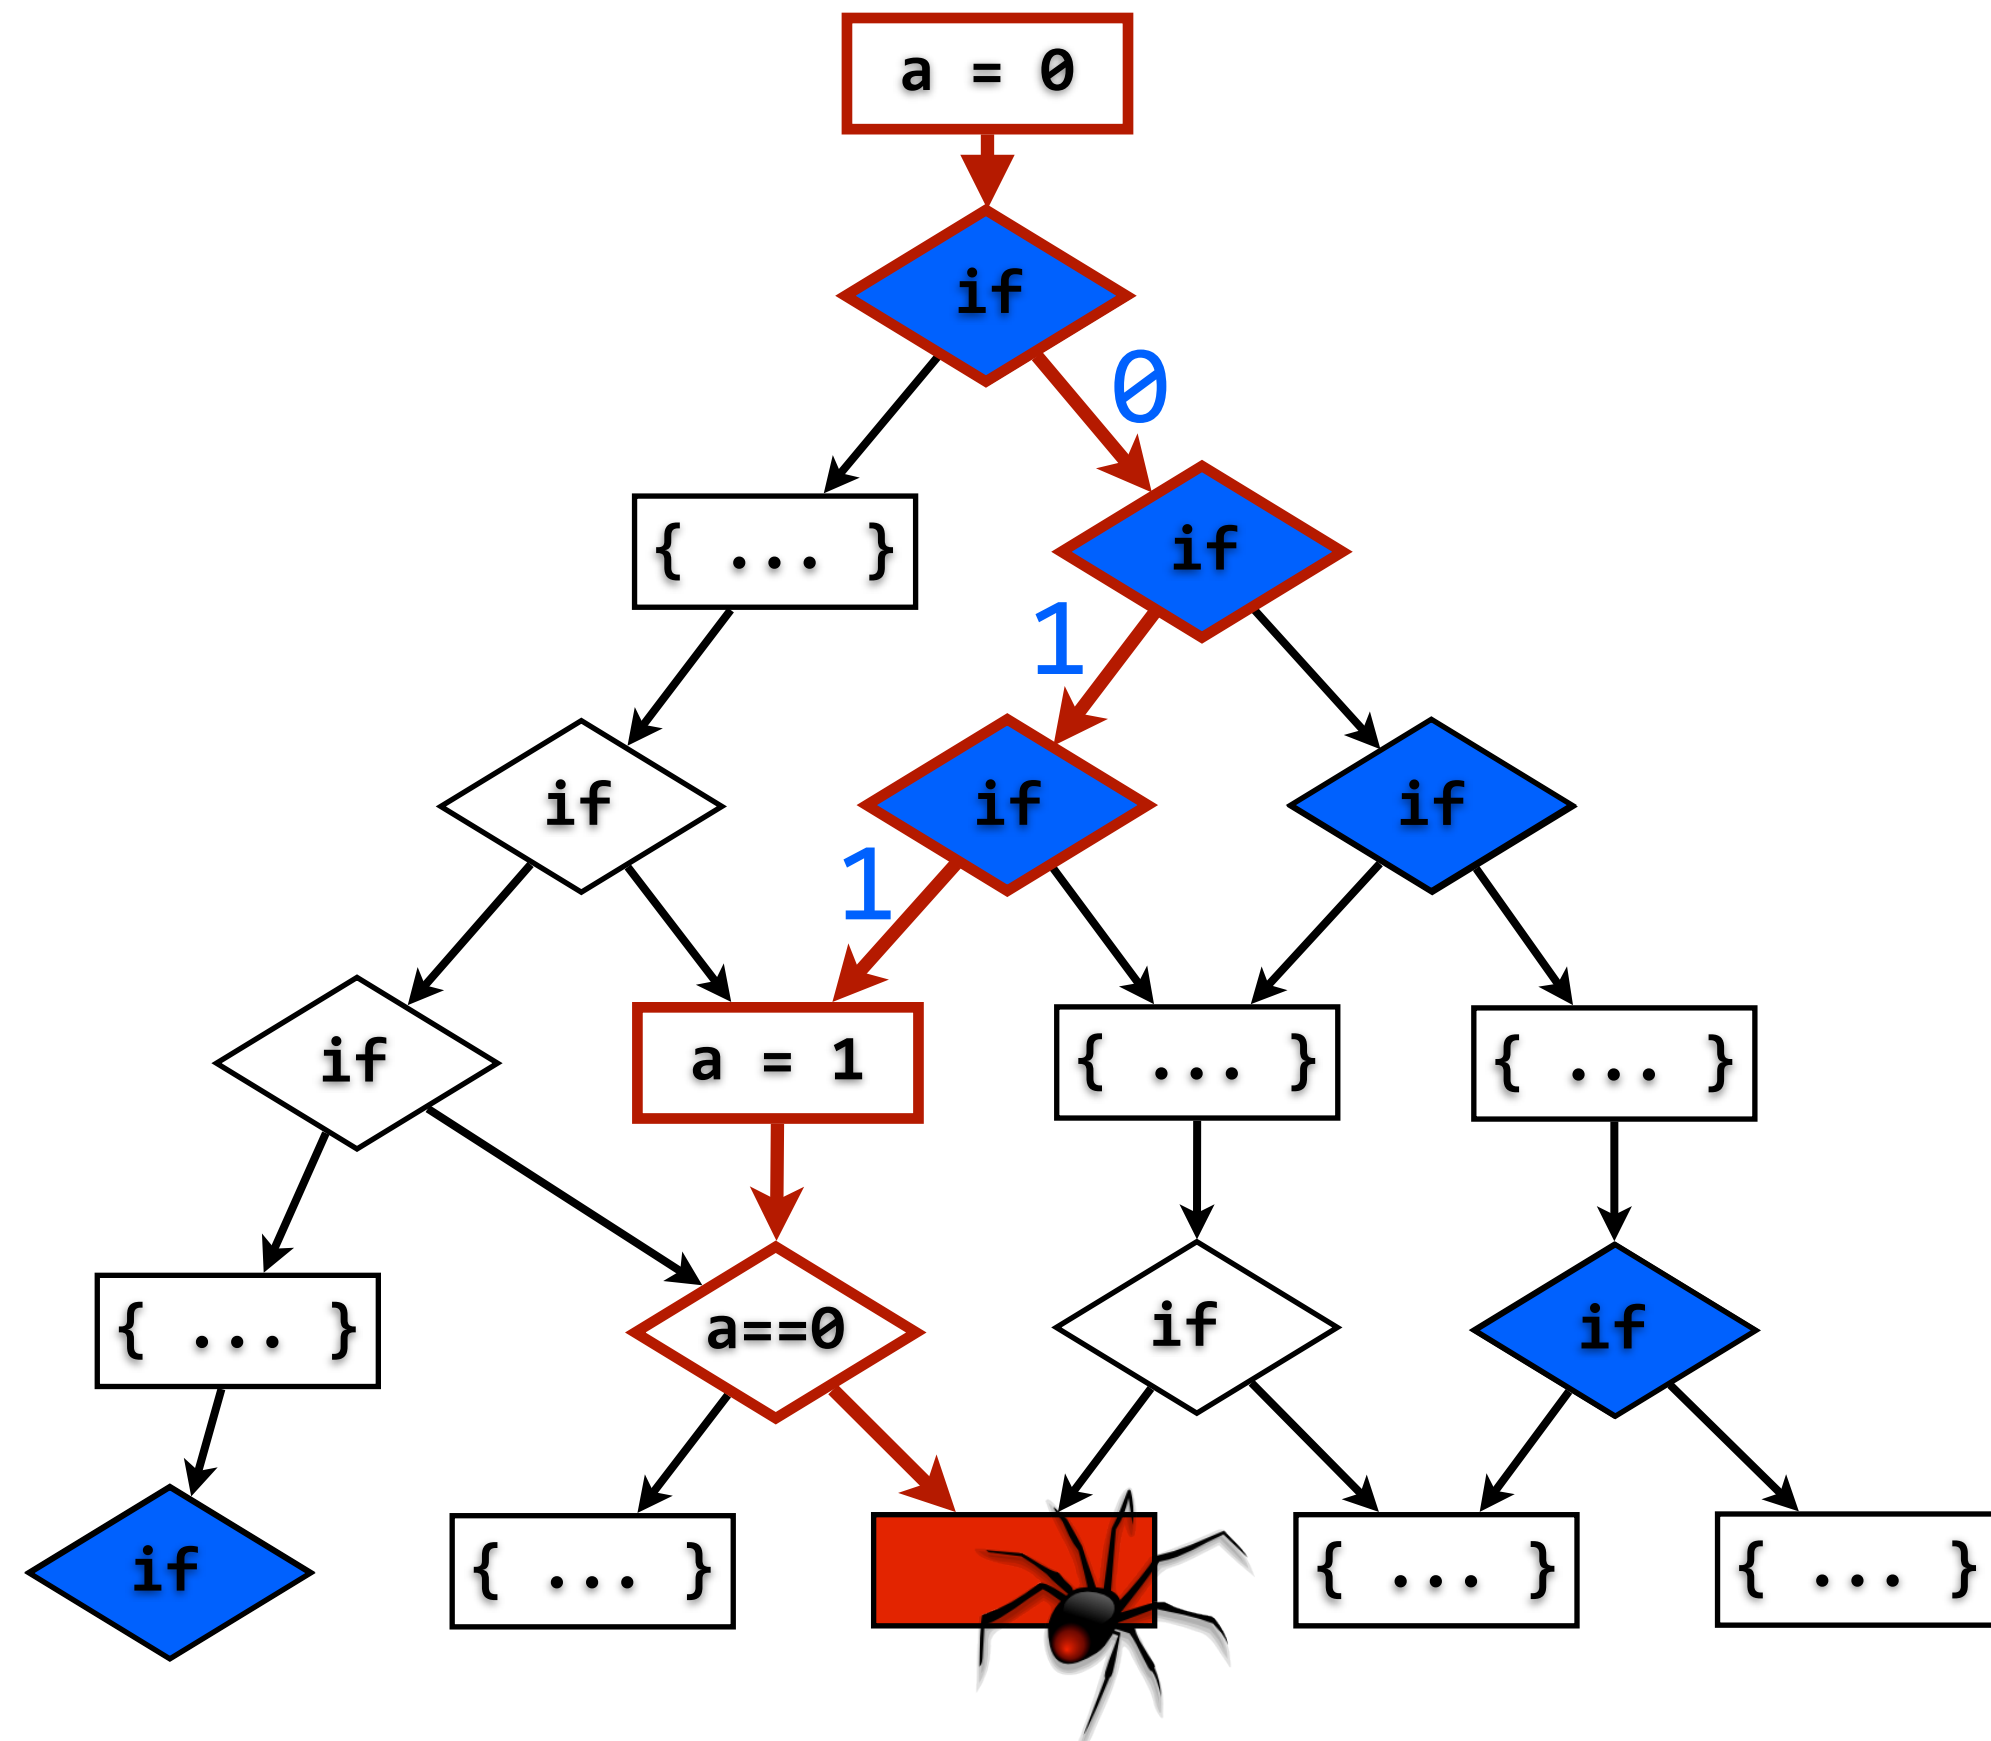 a = 0
if
0
{ ... }
if
1
if
if
if
1
if
a = 1
{ ... }
{ ... }
{ ... }
a==0
if
if
if
{ ... }
{ ... }
{ ... }